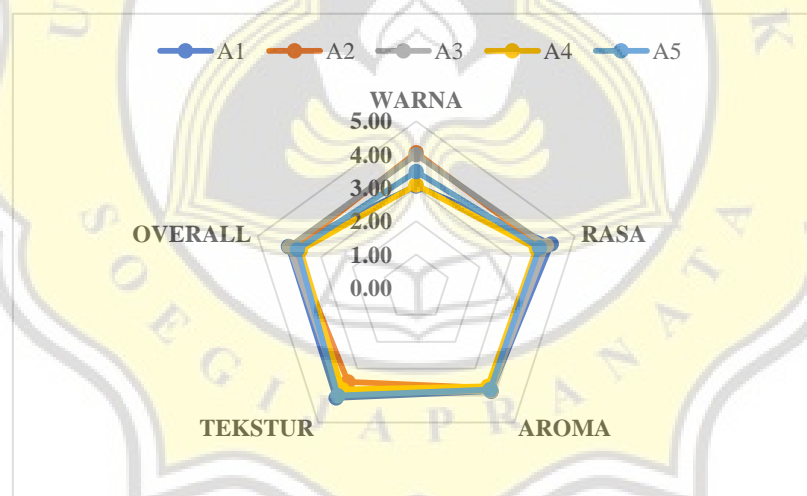 A1 A2 A3 A4 A5
WARNA
5.00
4.00
3.00
2.00
1.00
0.00
OVERALL
RASA
TEKSTUR
AROMA
SOEGIJAPRANATA